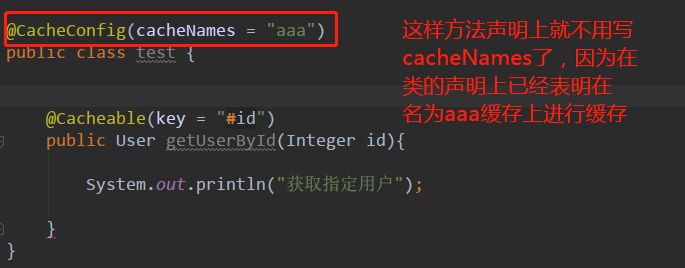 @CacheConfig(cacheNames = "aaa")
public class test {
@Cacheable(key = "#id")
public User getUserById(Integer id){
System.out.println("获取指定用户");
}
}
这样方法声明上就不用写
cacheNames了，因为在
类的声明上已经表明在
名为aaa缓存上进行缓存